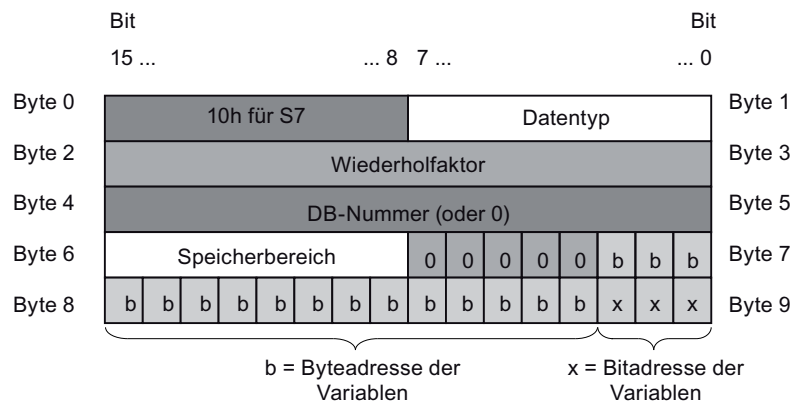 Bit Bit
15 ... ... 8 7 ... ... 0
Byte 0 10h für S7 Datentyp Byte 1
Byte 2 Wiederholfaktor Byte 3
Byte 4 DB-Nummer (oder 0) Byte 5
Byte 6 Speicherbereich 0 0 0 0 0 b b b Byte 7
Byte 8 b b b b b b b b b b b b b x x x Byte 9
b = Byteadresse der Variablen
x = Bitadresse der Variablen